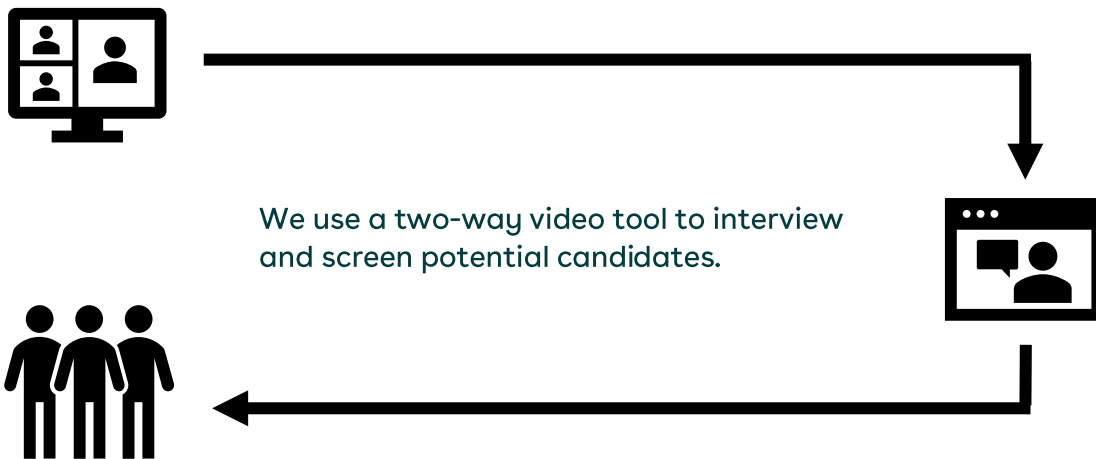 We use a two-way video tool to interview
and screen potential candidates.